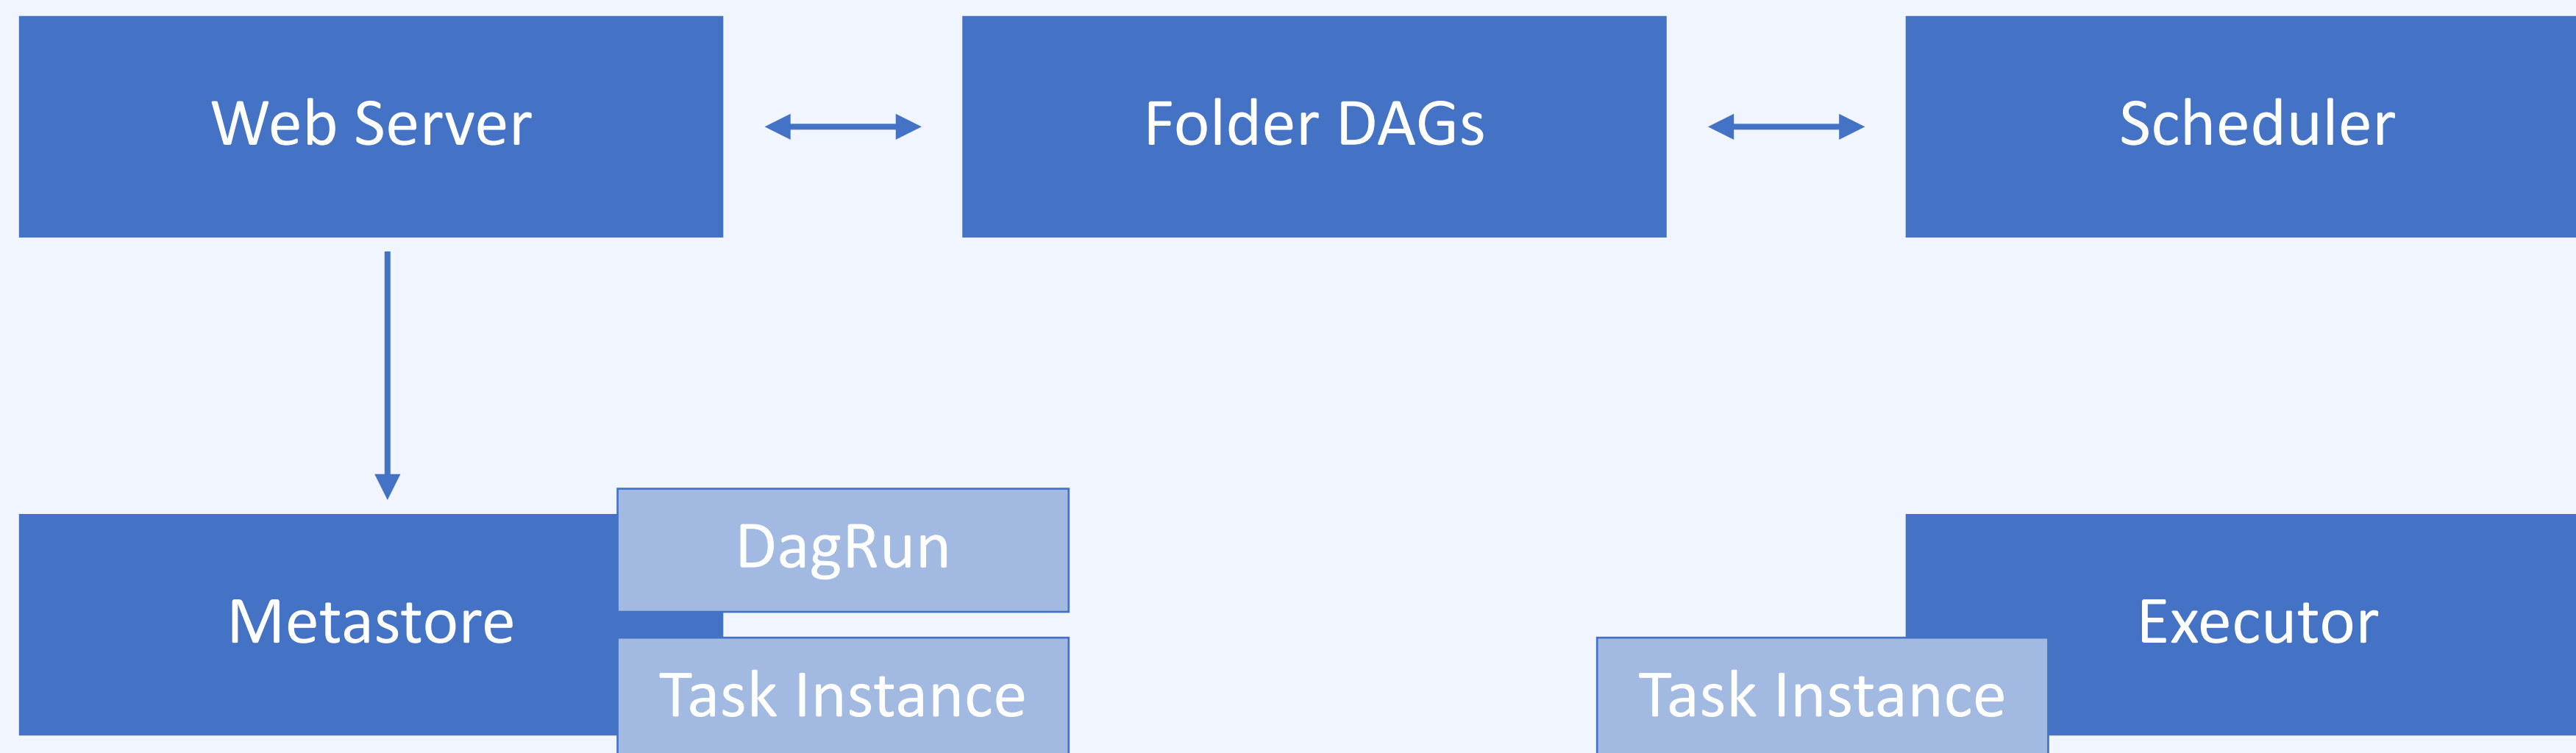 Web Server
Folder DAGs
Scheduler
DagRun
Metastore
Executor
Task Instance
Task Instance